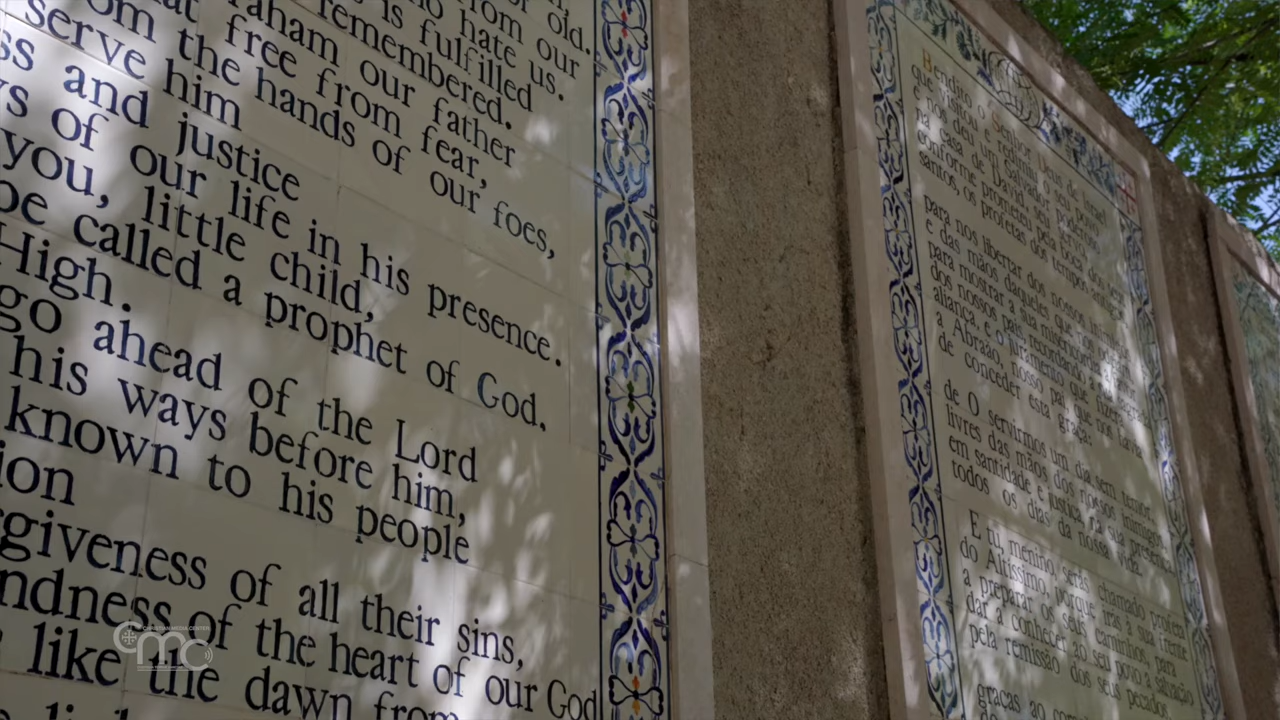 of old.
from our
who hate us.
is fulfilled
remembered.
our father
free from fear,
from the hands of our foes,
serve him
and justice
of our life in his presence.
you, little child,
be called a prophet of God.
High.
go ahead of the Lord
his ways before him,
known to his people
giveness of all their sins,
ndness of the heart of our God
like the dawn from
Bendito o Senhor Deus de Israel
que visitou e redimiu o seu povo
e nos deu um Salvador poderoso
na casa de David, seu servo,
conforme prometeu pela boca dos seus
santos, os profetas dos tempos antigos
para nos libertar dos nossos inimigos
e das mãos daqueles que nos odeiam
para mostrar a sua misericórdia a favor
dos nossos pais, recordando a sua sagrada
aliança, e o juramento que fizera
a Abraão, nosso pai, que nos havia
de conceder esta graça:
de O servirmos um dia, sem temor,
livres das mãos dos nossos inimigos,
em santidade e justiça, na sua presença,
todos os dias da nossa vida.
E tu, menino, serás chamado profeta
do Altíssimo, porque irás à sua frente
a preparar os seus caminhos, para
dar a conhecer ao seu povo a salvação
pela remissão dos seus pecados,
graças ao
CHRISTIAN MEDIA CENTER
cmc